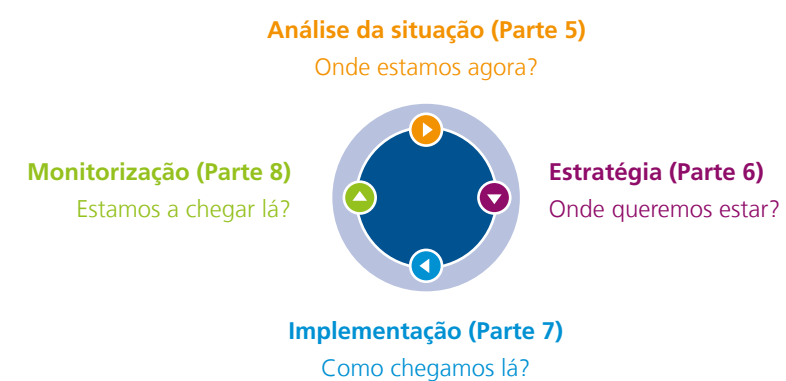 Análise da situação (Parte 5)
Onde estamos agora?
Monitorização (Parte 8)
Estamos a chegar lá?
Estratégia (Parte 6)
Onde queremos estar?
Implementação (Parte 7)
Como chegamos lá?